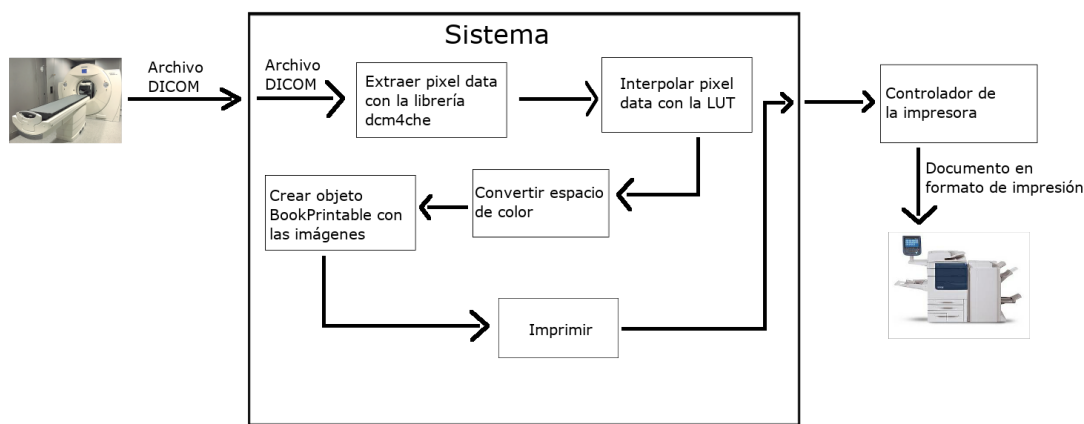 Sistema
Archivo
DICOM
Archivo
DICOM
Extraer pixel data
con la librería
dcm4che
Interpolar pixel
data con la LUT
Controlador de
la impresora
Documento en
formato de impresión
Convertir espacio
de color
Crear objeto
BookPrintable con
las imágenes
Imprimir